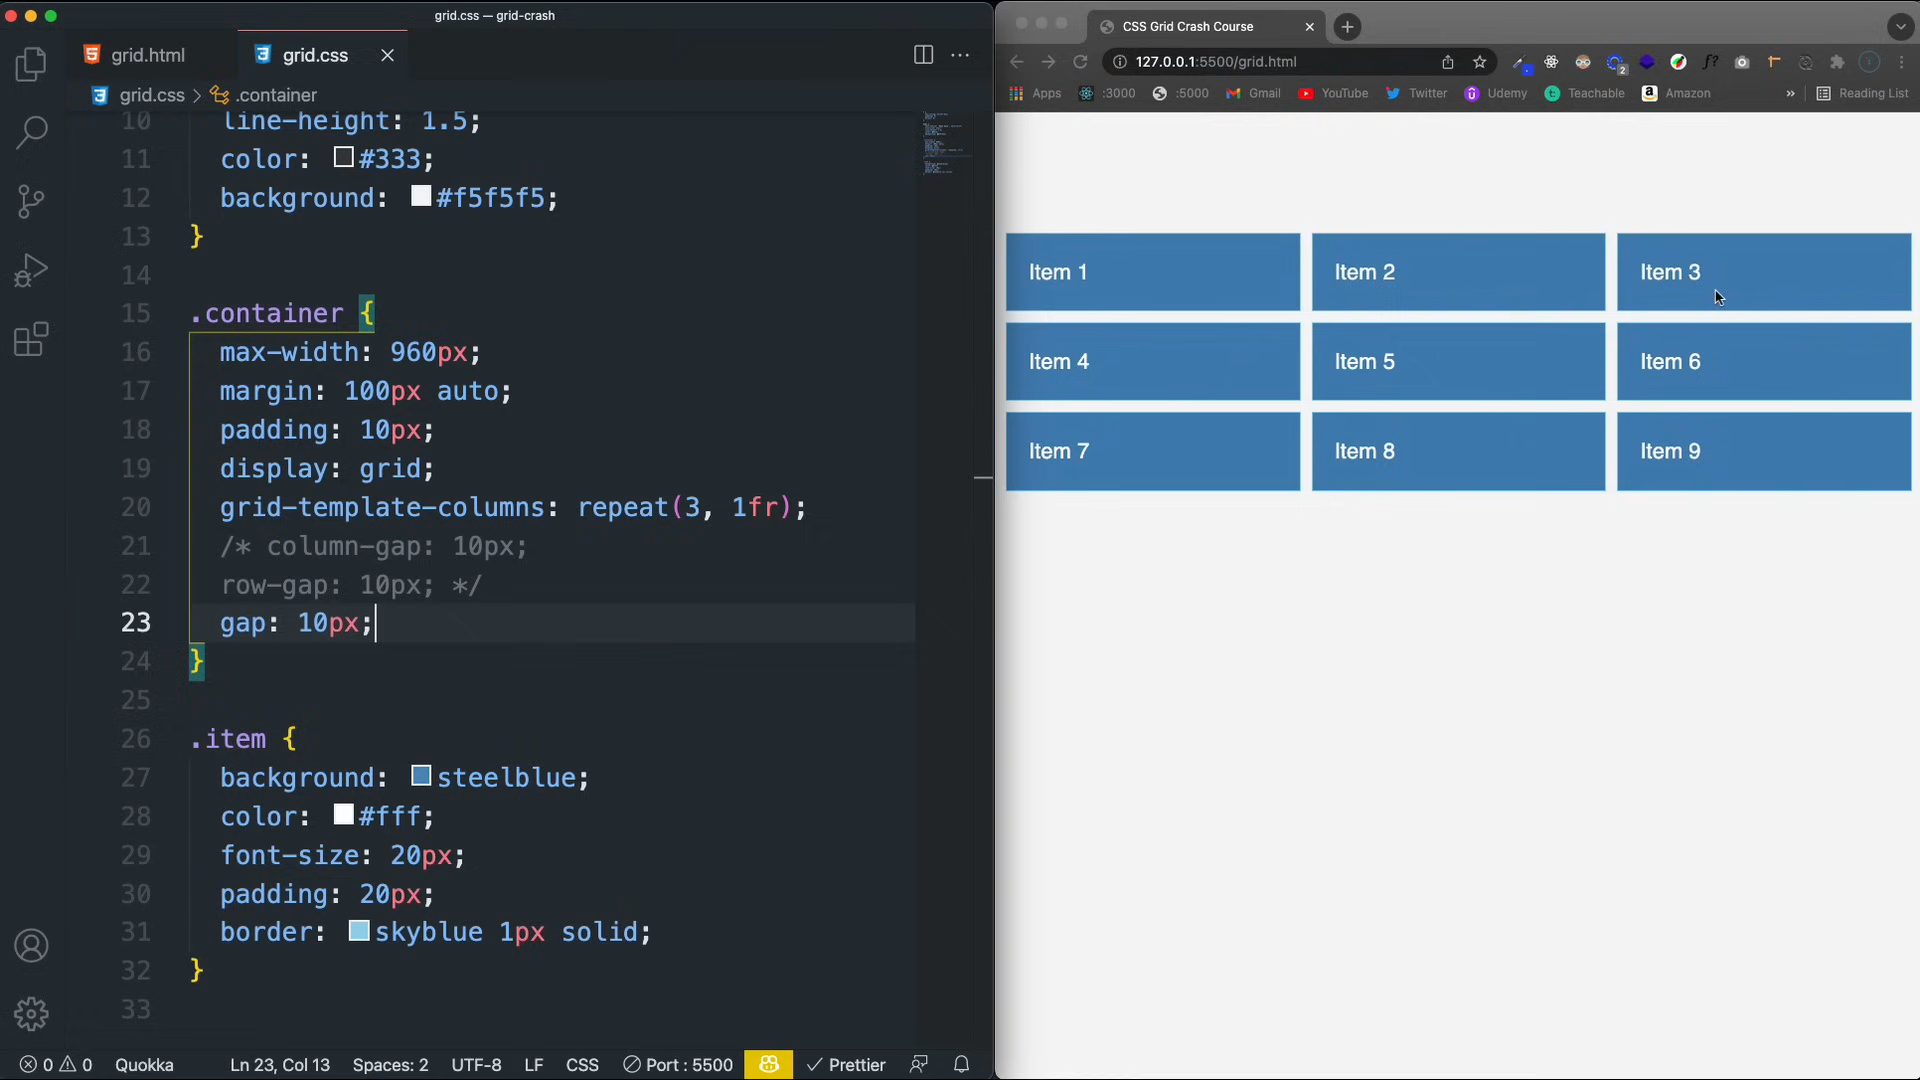 grid.css — grid-crash
grid.html
grid.css
grid.css > .container
10 line-height: 1.5;
11 color: #333;
12 background: #f5f5f5;
13 }
14
15 .container {
16 max-width: 960px;
17 margin: 100px auto;
18 padding: 10px;
19 display: grid;
20 grid-template-columns: repeat(3, 1fr);
21 /* column-gap: 10px;
22 row-gap: 10px; */
23 gap: 10px;
24 }
25
26 .item {
27 background: steelblue;
28 color: #fff;
29 font-size: 20px;
30 padding: 20px;
31 border: skyblue 1px solid;
32 }
33
0 0 Quokka Ln 23, Col 13 Spaces: 2 UTF-8 LF CSS Port : 5500 Prettier
CSS Grid Crash Course
127.0.0.1:5500/grid.html
f? 2
Apps :3000 :5000 Gmail YouTube Twitter Udemy Teachable Amazon » Reading List
Item 1 Item 2 Item 3
Item 4 Item 5 Item 6
Item 7 Item 8 Item 9